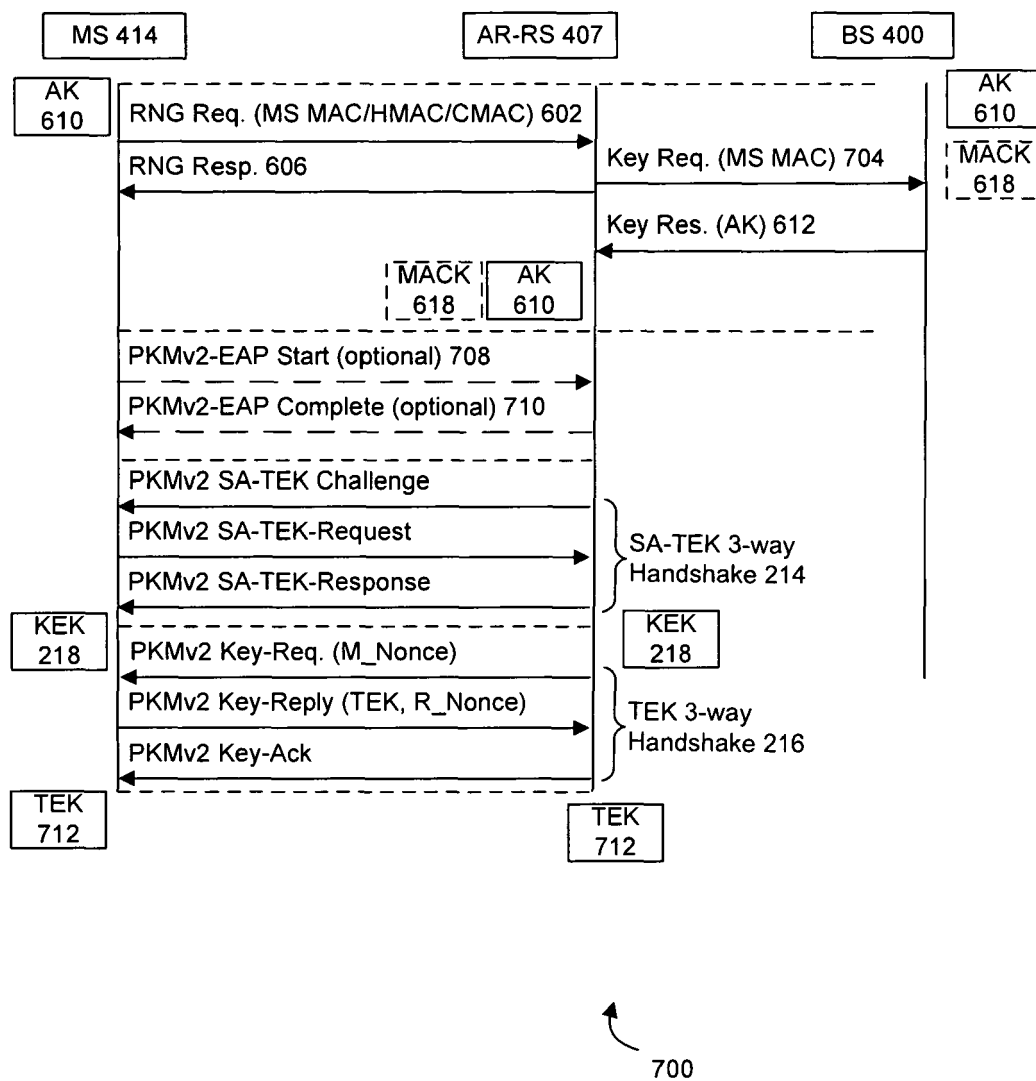 MS 414
AR-RS 407
BS 400
AK
610
RNG Req. (MS MAC/HMAC/CMAC) 602
AK
610
RNG Resp. 606
Key Req. (MS MAC) 704
MACK
618
Key Res. (AK) 612
MACK
618
AK
610
PKMv2-EAP Start (optional) 708
PKMv2-EAP Complete (optional) 710
PKMv2 SA-TEK Challenge
PKMv2 SA-TEK-Request
SA-TEK 3-way
Handshake 214
PKMv2 SA-TEK-Response
KEK
218
KEK
218
PKMv2 Key-Req. (M_Nonce)
PKMv2 Key-Reply (TEK, R_Nonce)
TEK 3-way
Handshake 216
PKMv2 Key-Ack
TEK
712
TEK
712
700